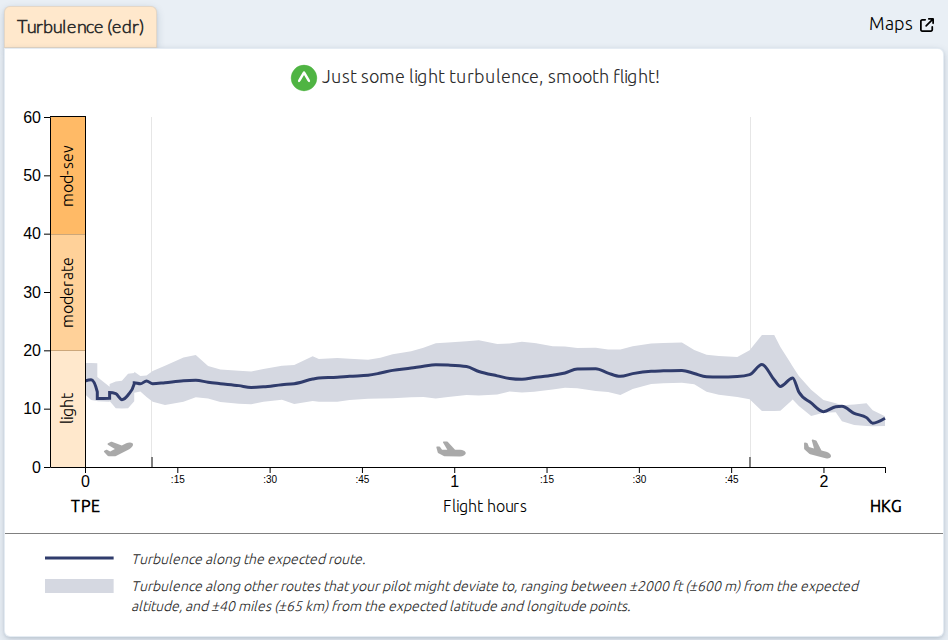 Turbulence (edr)
Maps
Just some light turbulence, smooth flight!
60
50
40
30
20
10
0
mod-sev
moderate
light
0 :15 :30 :45 1 :15 :30 :45 2
TPE Flight hours HKG
Turbulence along the expected route.
Turbulence along other routes that your pilot might deviate to, ranging between ±2000 ft (±600 m) from the expected
altitude, and ±40 miles (±65 km) from the expected latitude and longitude points.